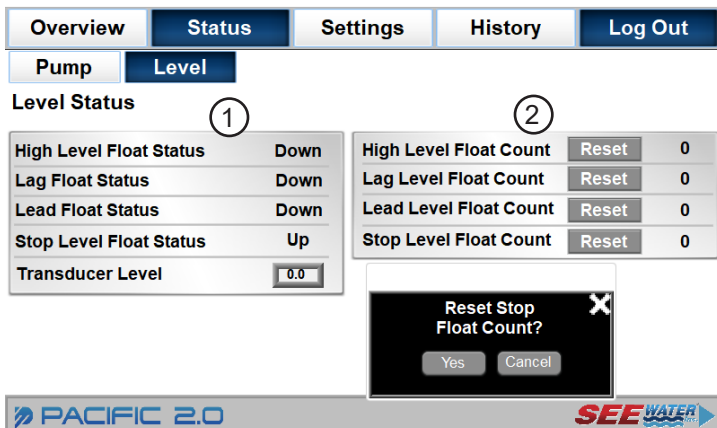 Overview Status Settings History Log Out
Pump Level
Level Status
1 2
High Level Float Status Down
Lag Float Status Down
Lead Float Status Down
Stop Level Float Status Up
Transducer Level 0.0
High Level Float Count Reset 0
Lag Level Float Count Reset 0
Lead Level Float Count Reset 0
Stop Level Float Count Reset 0
Reset Stop
Float Count?
Yes Cancel
PACIFIC 2.0
SEE WATER